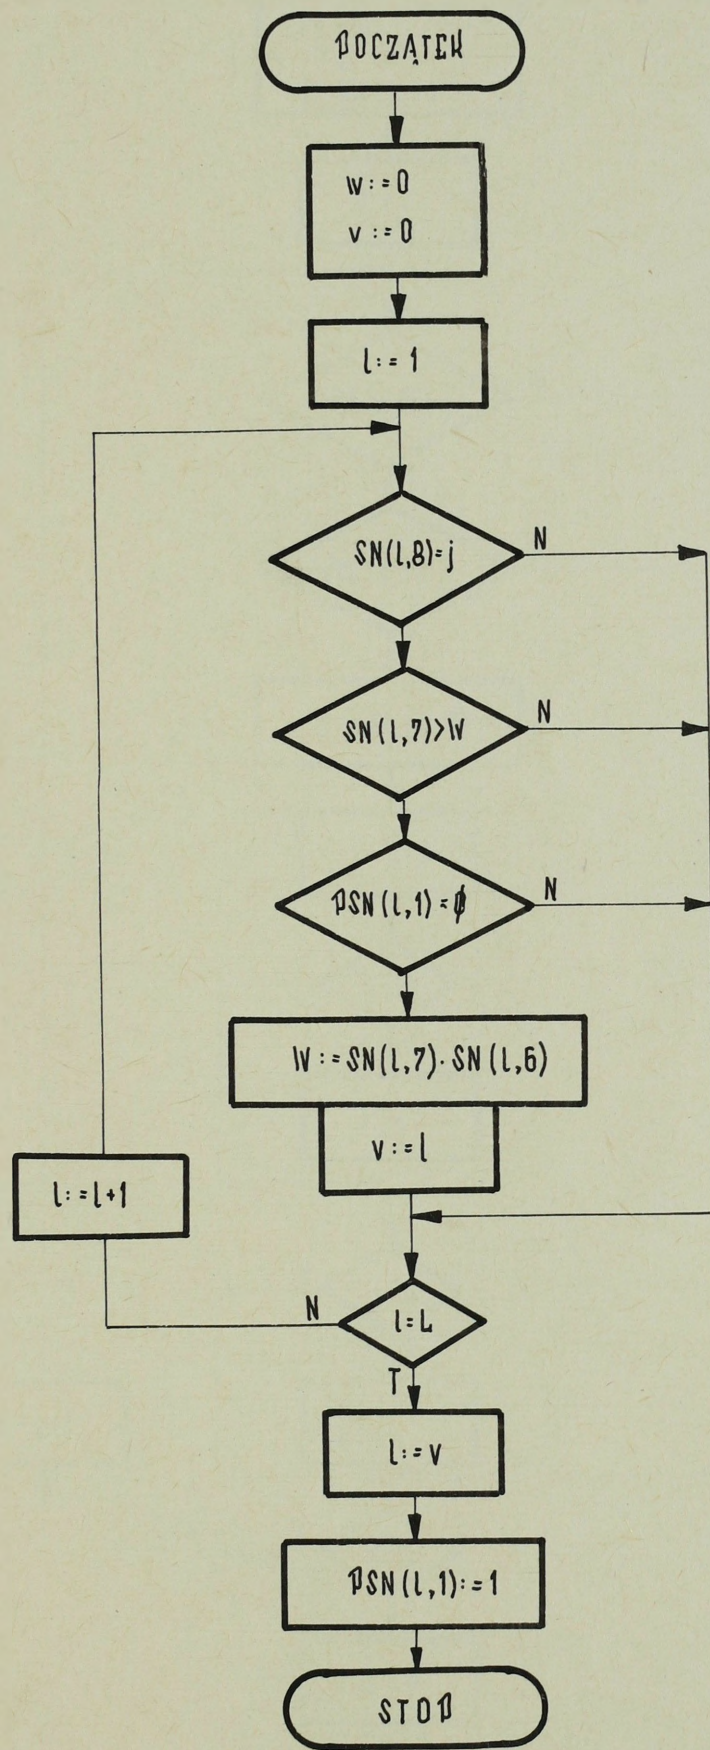 POCZĄTEK
w:=0
v:=0
l:=1
SN(l,8)=j
N
SN(l,7)>W
N
PSN(l,1)=ϕ
N
W:=SN(l,7)·SN(l,6)
v:=l
l:=l+1
N
l=L
T
l:=v
PSN(l,1):=1
STOP